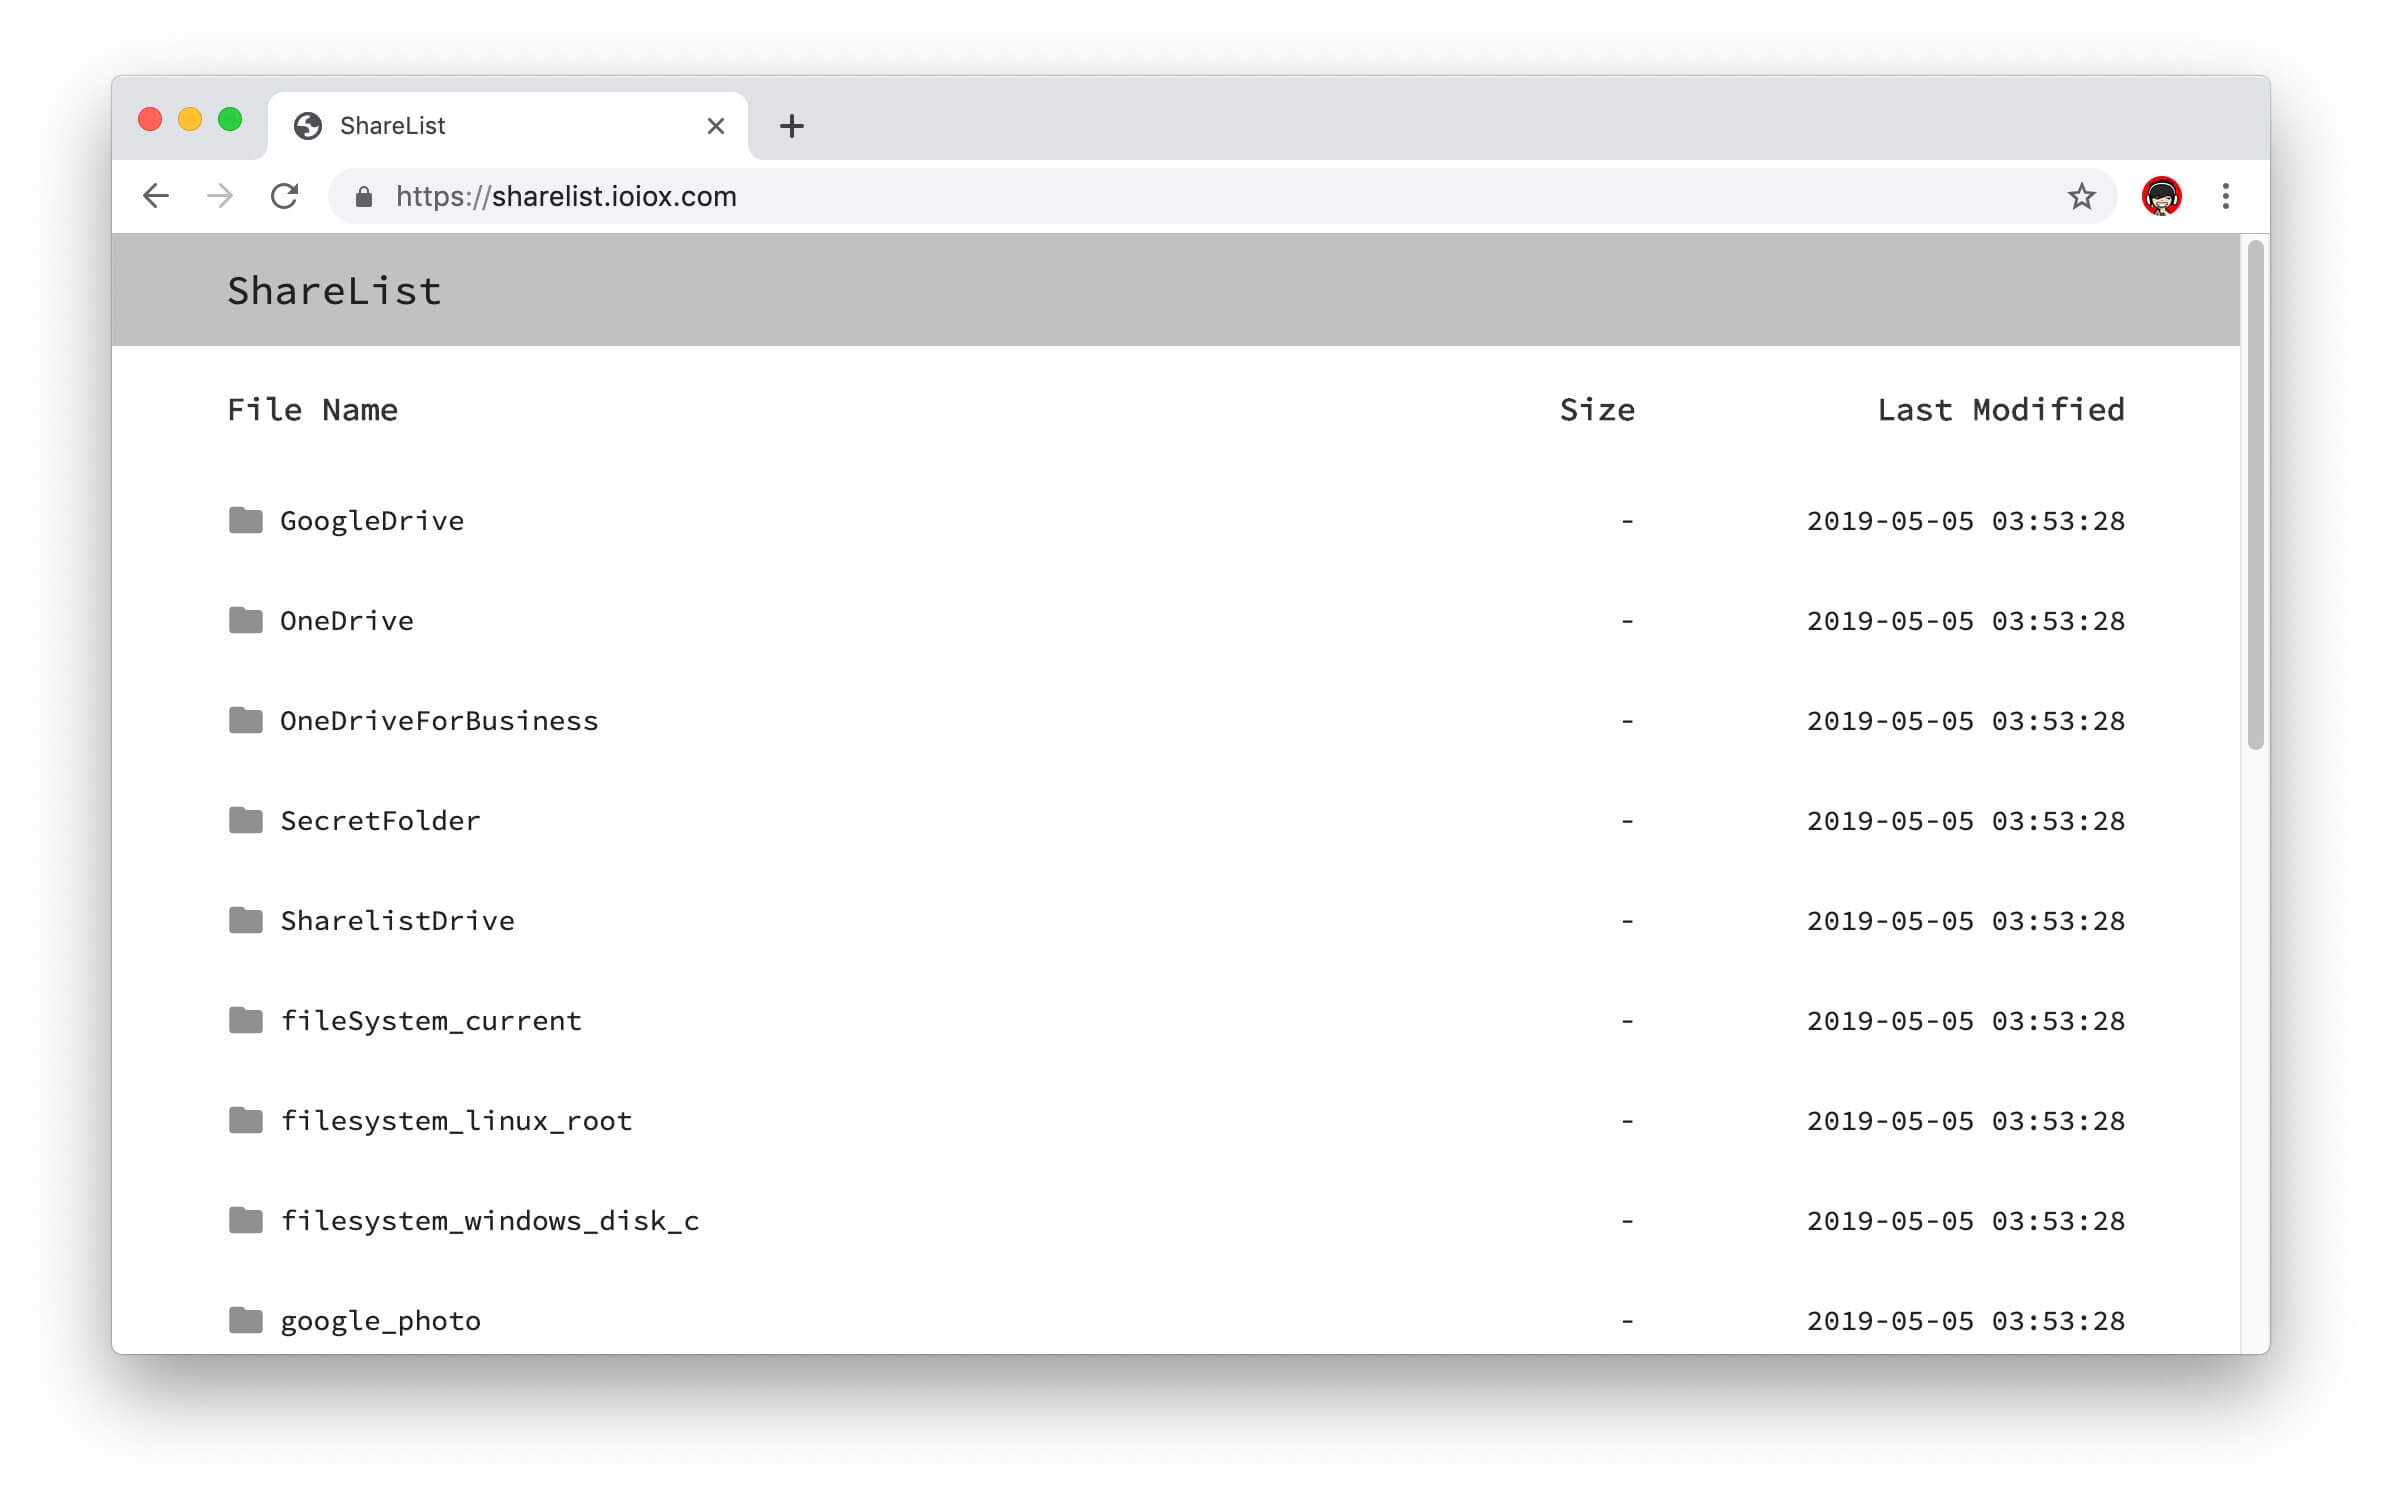 ShareList
https://sharelist.ioiox.com
ShareList
File Name Size Last Modified
GoogleDrive - 2019-05-05 03:53:28
OneDrive - 2019-05-05 03:53:28
OneDriveForBusiness - 2019-05-05 03:53:28
SecretFolder - 2019-05-05 03:53:28
SharelistDrive - 2019-05-05 03:53:28
fileSystem_current - 2019-05-05 03:53:28
filesystem_linux_root - 2019-05-05 03:53:28
filesystem_windows_disk_c - 2019-05-05 03:53:28
google_photo - 2019-05-05 03:53:28